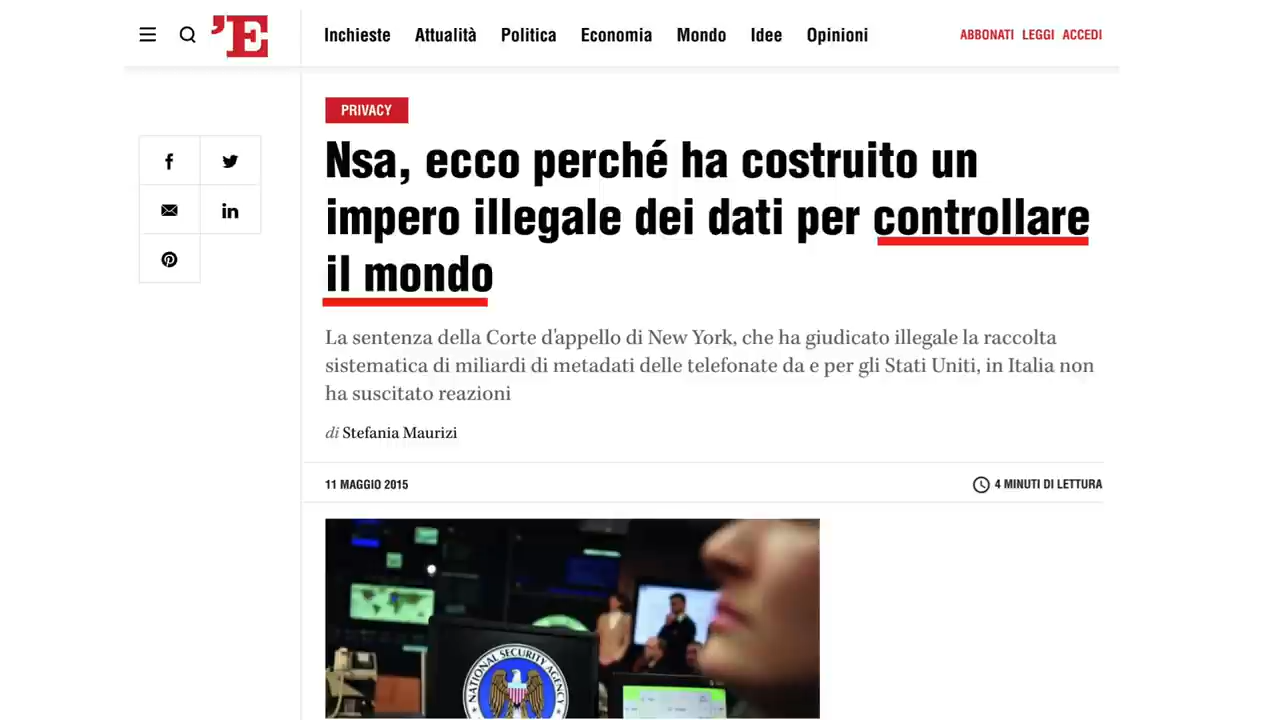 'E
Inchieste Attualità Politica Economia Mondo Idee Opinioni
ABBONATI LEGGI ACCEDI
PRIVACY
Nsa, ecco perché ha costruito un
impero illegale dei dati per controllare
il mondo
La sentenza della Corte d'appello di New York, che ha giudicato illegale la raccolta
sistematica di miliardi di metadati delle telefonate da e per gli Stati Uniti, in Italia non
ha suscitato reazioni
di Stefania Maurizi
11 MAGGIO 2015
4 MINUTI DI LETTURA
NATIONAL SECURITY AGENCY